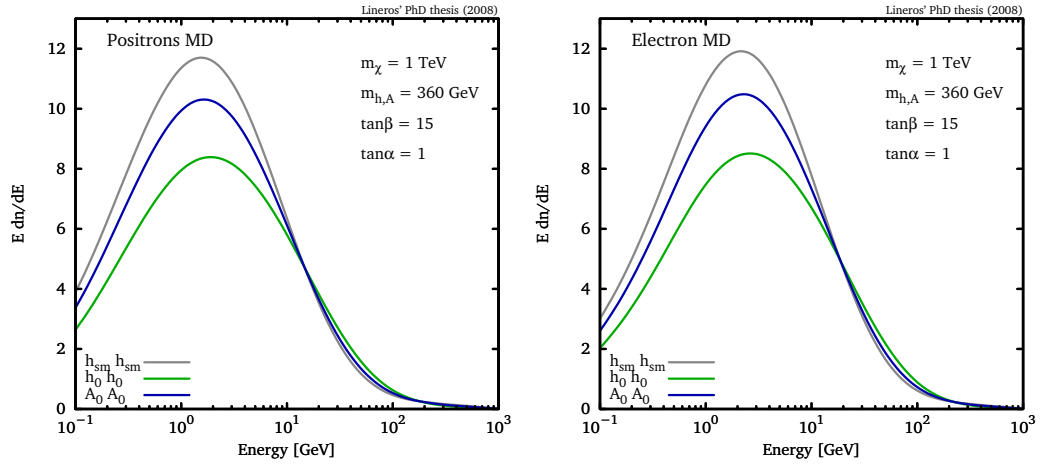 Lineros' PhD thesis (2008)
Positrons MD
mχ = 1 TeV
mh,A = 360 GeV
tanβ = 15
tanα = 1
E dn/dE
12
10
8
6
4
2
0
hsm hsm
h0 h0
A0 A0
10⁻¹ 10⁰ 10¹ 10² 10³
Energy [GeV]
Lineros' PhD thesis (2008)
Electron MD
mχ = 1 TeV
mh,A = 360 GeV
tanβ = 15
tanα = 1
E dn/dE
12
10
8
6
4
2
0
hsm hsm
h0 h0
A0 A0
10⁻¹ 10⁰ 10¹ 10² 10³
Energy [GeV]